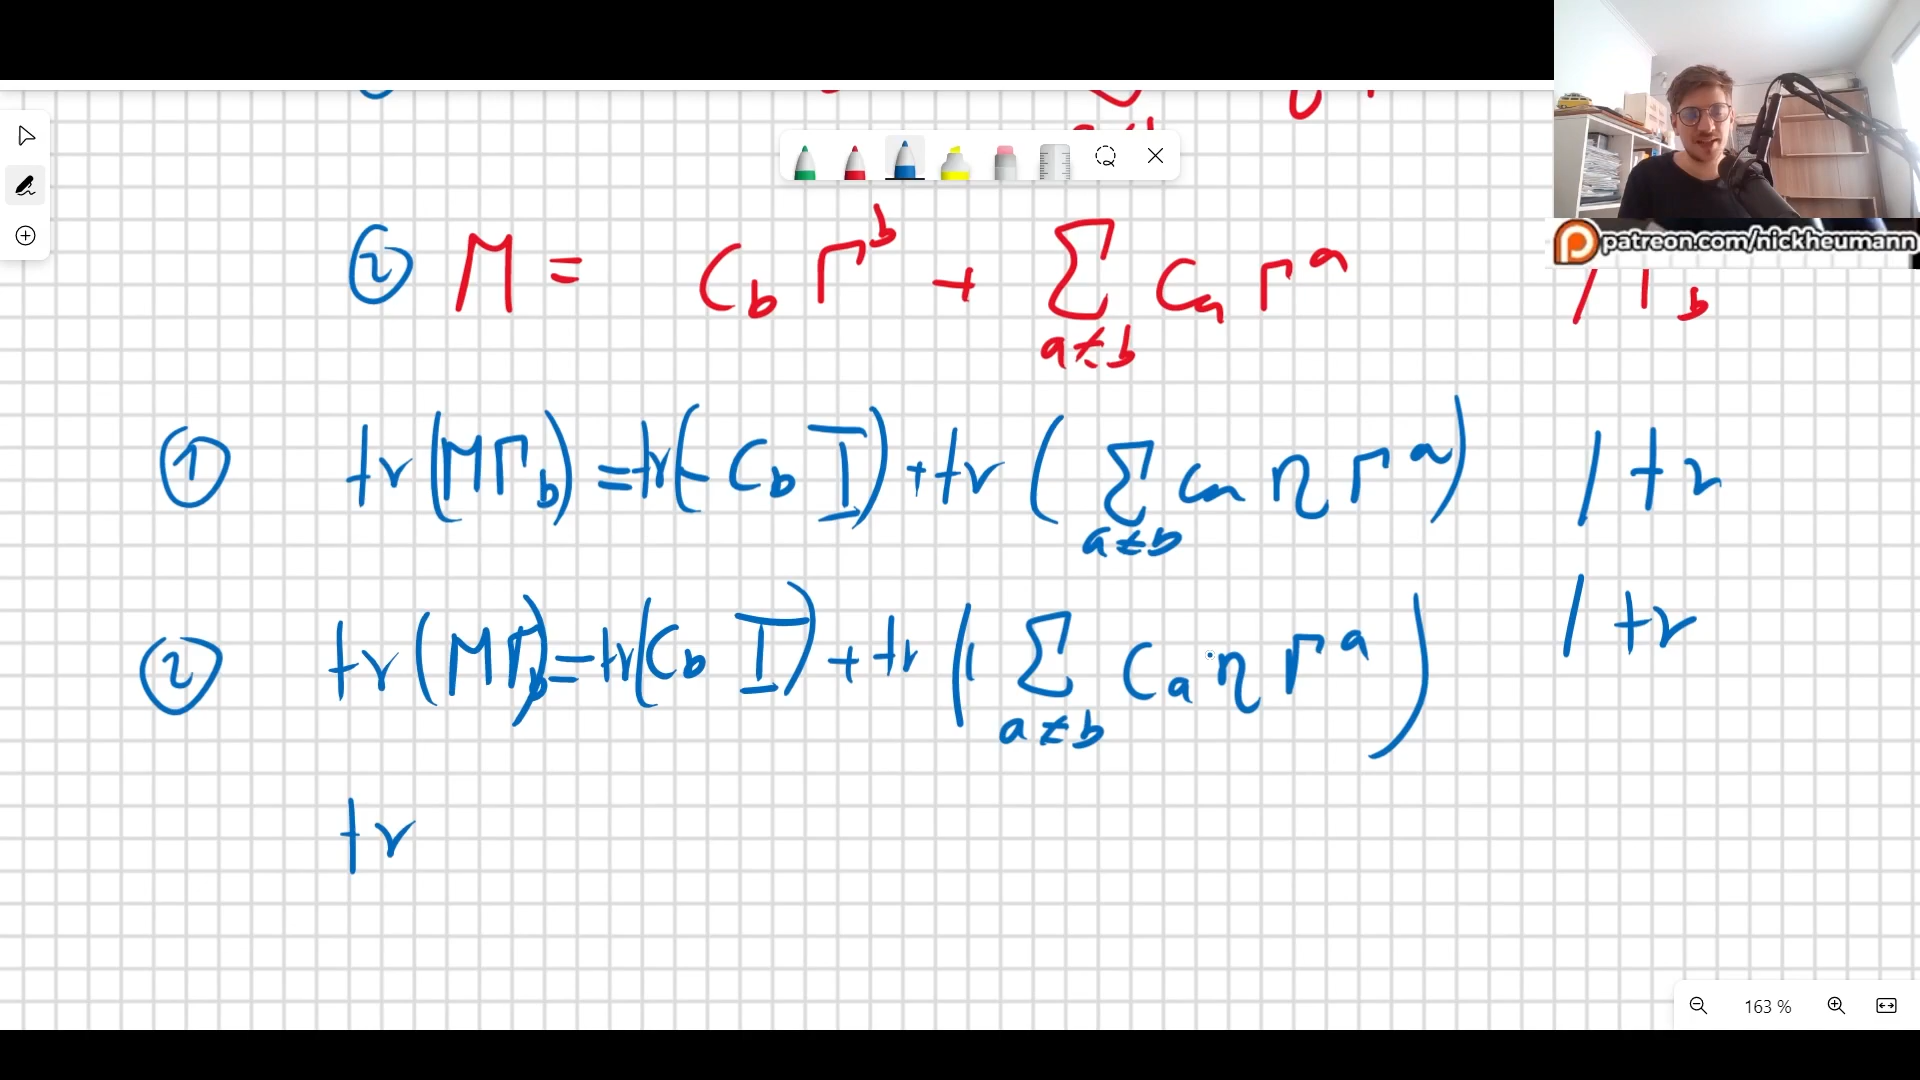 patreon.com/nickheumann
② M = C_b Γ^b + Σ_{a≠b} C_a Γ^a / Γ_b
① tr(MΓ_b) = tr(- C_b I) + tr(Σ_{a≠b} C_a η Γ^a) / tr
② tr(MΓ_b) = tr(C_b I) + tr(Σ_{a≠b} C_a η Γ^a) / tr
tr
163 %